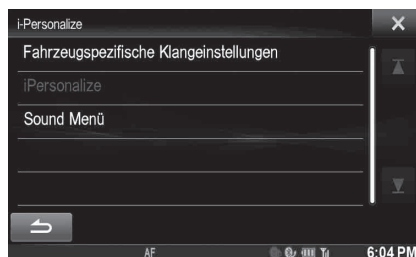 i-Personalize
Fahrzeugspezifische Klangeinstellungen
iPersonalize
Sound Menü
AF 6:04 PM